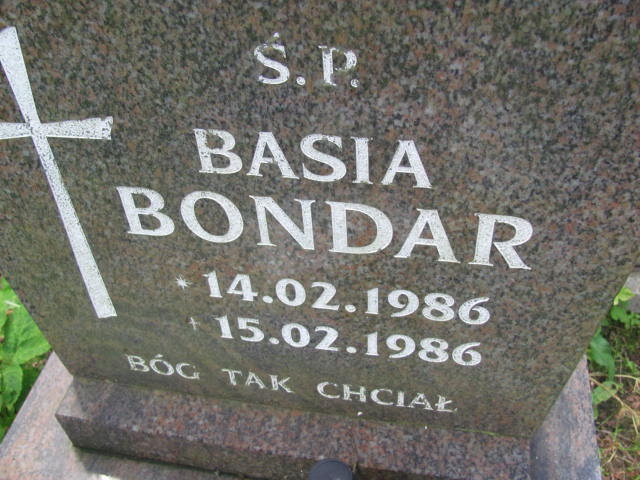 Ś.P.
BASIA
BONDAR
* 14.02.1986
† 15.02.1986
BÓG TAK CHCIAŁ